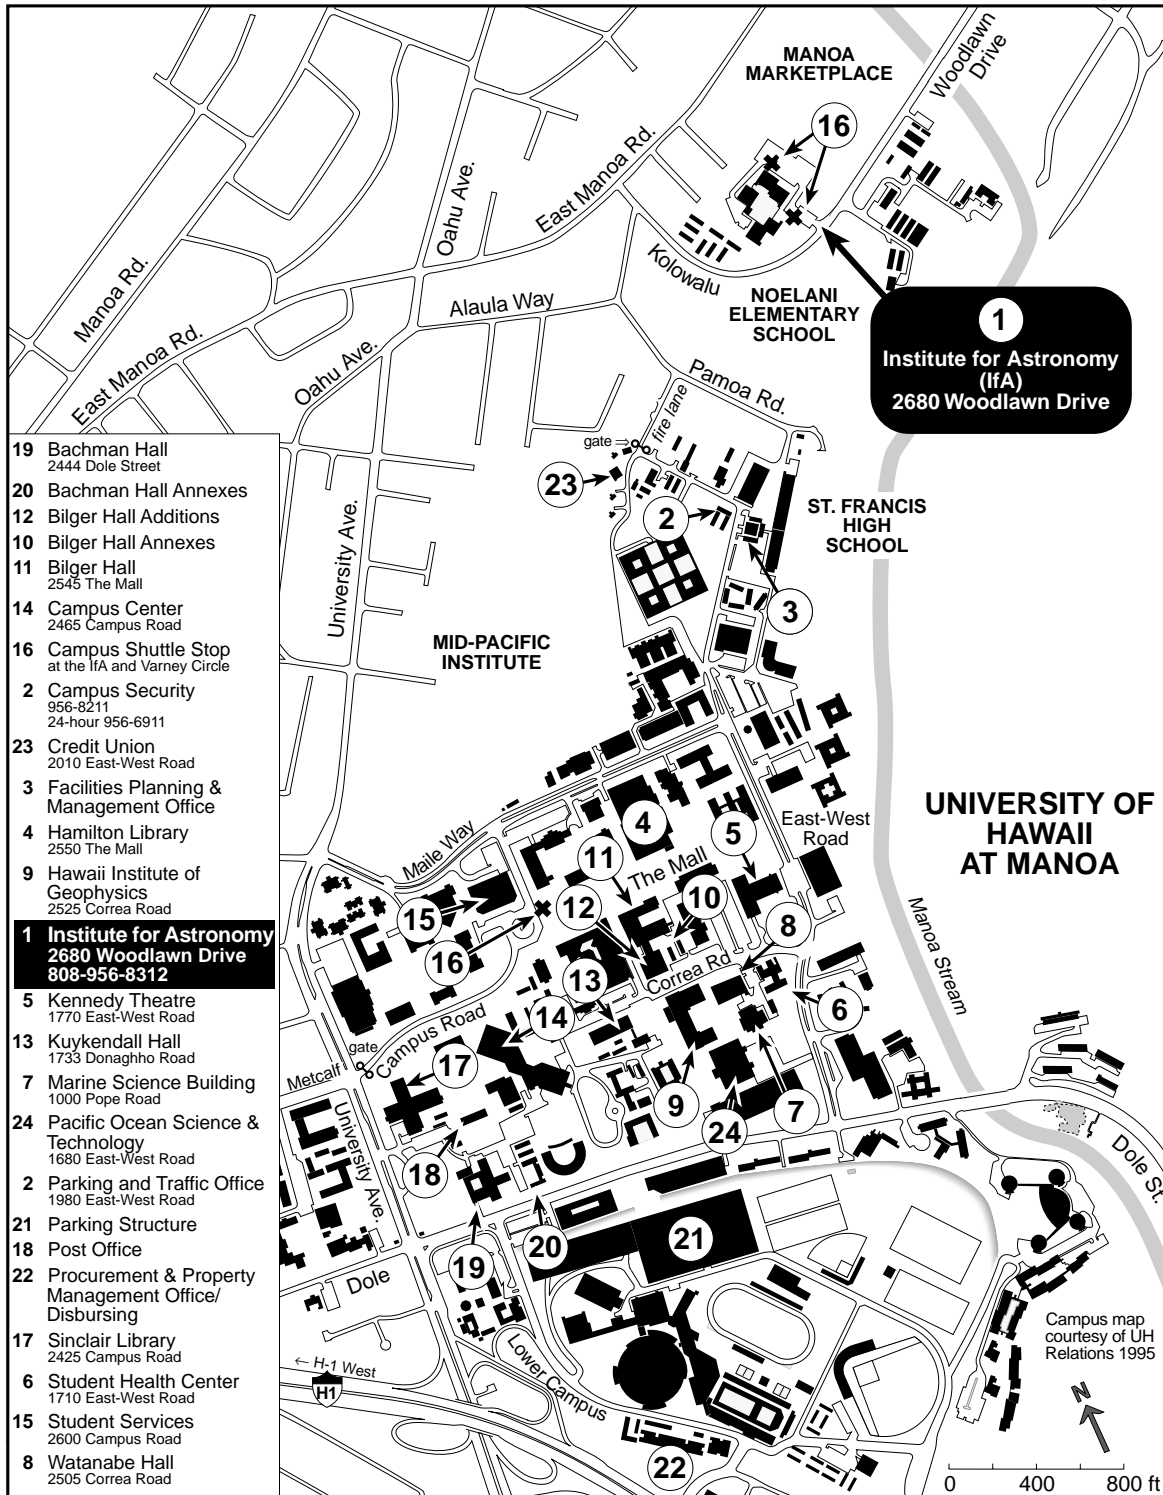 MANOA
MARKETPLACE
Woodlawn
Drive
16
East Manoa Rd.
Oahu Ave.
Manoa Rd.
Kolowalu
NOELANI
ELEMENTARY
SCHOOL
1
Institute for Astronomy
(IfA)
2680 Woodlawn Drive
Alaula Way
East Manoa Rd.
Oahu Ave.
Pamoa Rd.
fire lane
gate ⇒
23
2
ST. FRANCIS
HIGH
SCHOOL
3
University Ave.
MID-PACIFIC
INSTITUTE
19 Bachman Hall
2444 Dole Street
20 Bachman Hall Annexes
12 Bilger Hall Additions
10 Bilger Hall Annexes
11 Bilger Hall
2545 The Mall
14 Campus Center
2465 Campus Road
16 Campus Shuttle Stop
at the IfA and Varney Circle
2 Campus Security
956-8211
24-hour 956-6911
23 Credit Union
2010 East-West Road
3 Facilities Planning &
Management Office
4 Hamilton Library
2550 The Mall
9 Hawaii Institute of
Geophysics
2525 Correa Road
1 Institute for Astronomy
2680 Woodlawn Drive
808-956-8312
5 Kennedy Theatre
1770 East-West Road
13 Kuykendall Hall
1733 Donaghho Road
7 Marine Science Building
1000 Pope Road
24 Pacific Ocean Science &
Technology
1680 East-West Road
2 Parking and Traffic Office
1980 East-West Road
21 Parking Structure
18 Post Office
22 Procurement & Property
Management Office/
Disbursing
17 Sinclair Library
2425 Campus Road
6 Student Health Center
1710 East-West Road
15 Student Services
2600 Campus Road
8 Watanabe Hall
2505 Correa Road
UNIVERSITY OF
HAWAII
AT MANOA
East-West
Road
4
5
Maile Way
11
The Mall
15
12
10
16
8
Correa Rd
13
Manoa Stream
6
14
Campus Road
gate
Metcalf
17
9
7
24
University Ave.
18
Dole St.
20
21
19
Dole
Lower Campus
← H-1 West
H1
22
Campus map
courtesy of UH
Relations 1995
N
0 400 800 ft